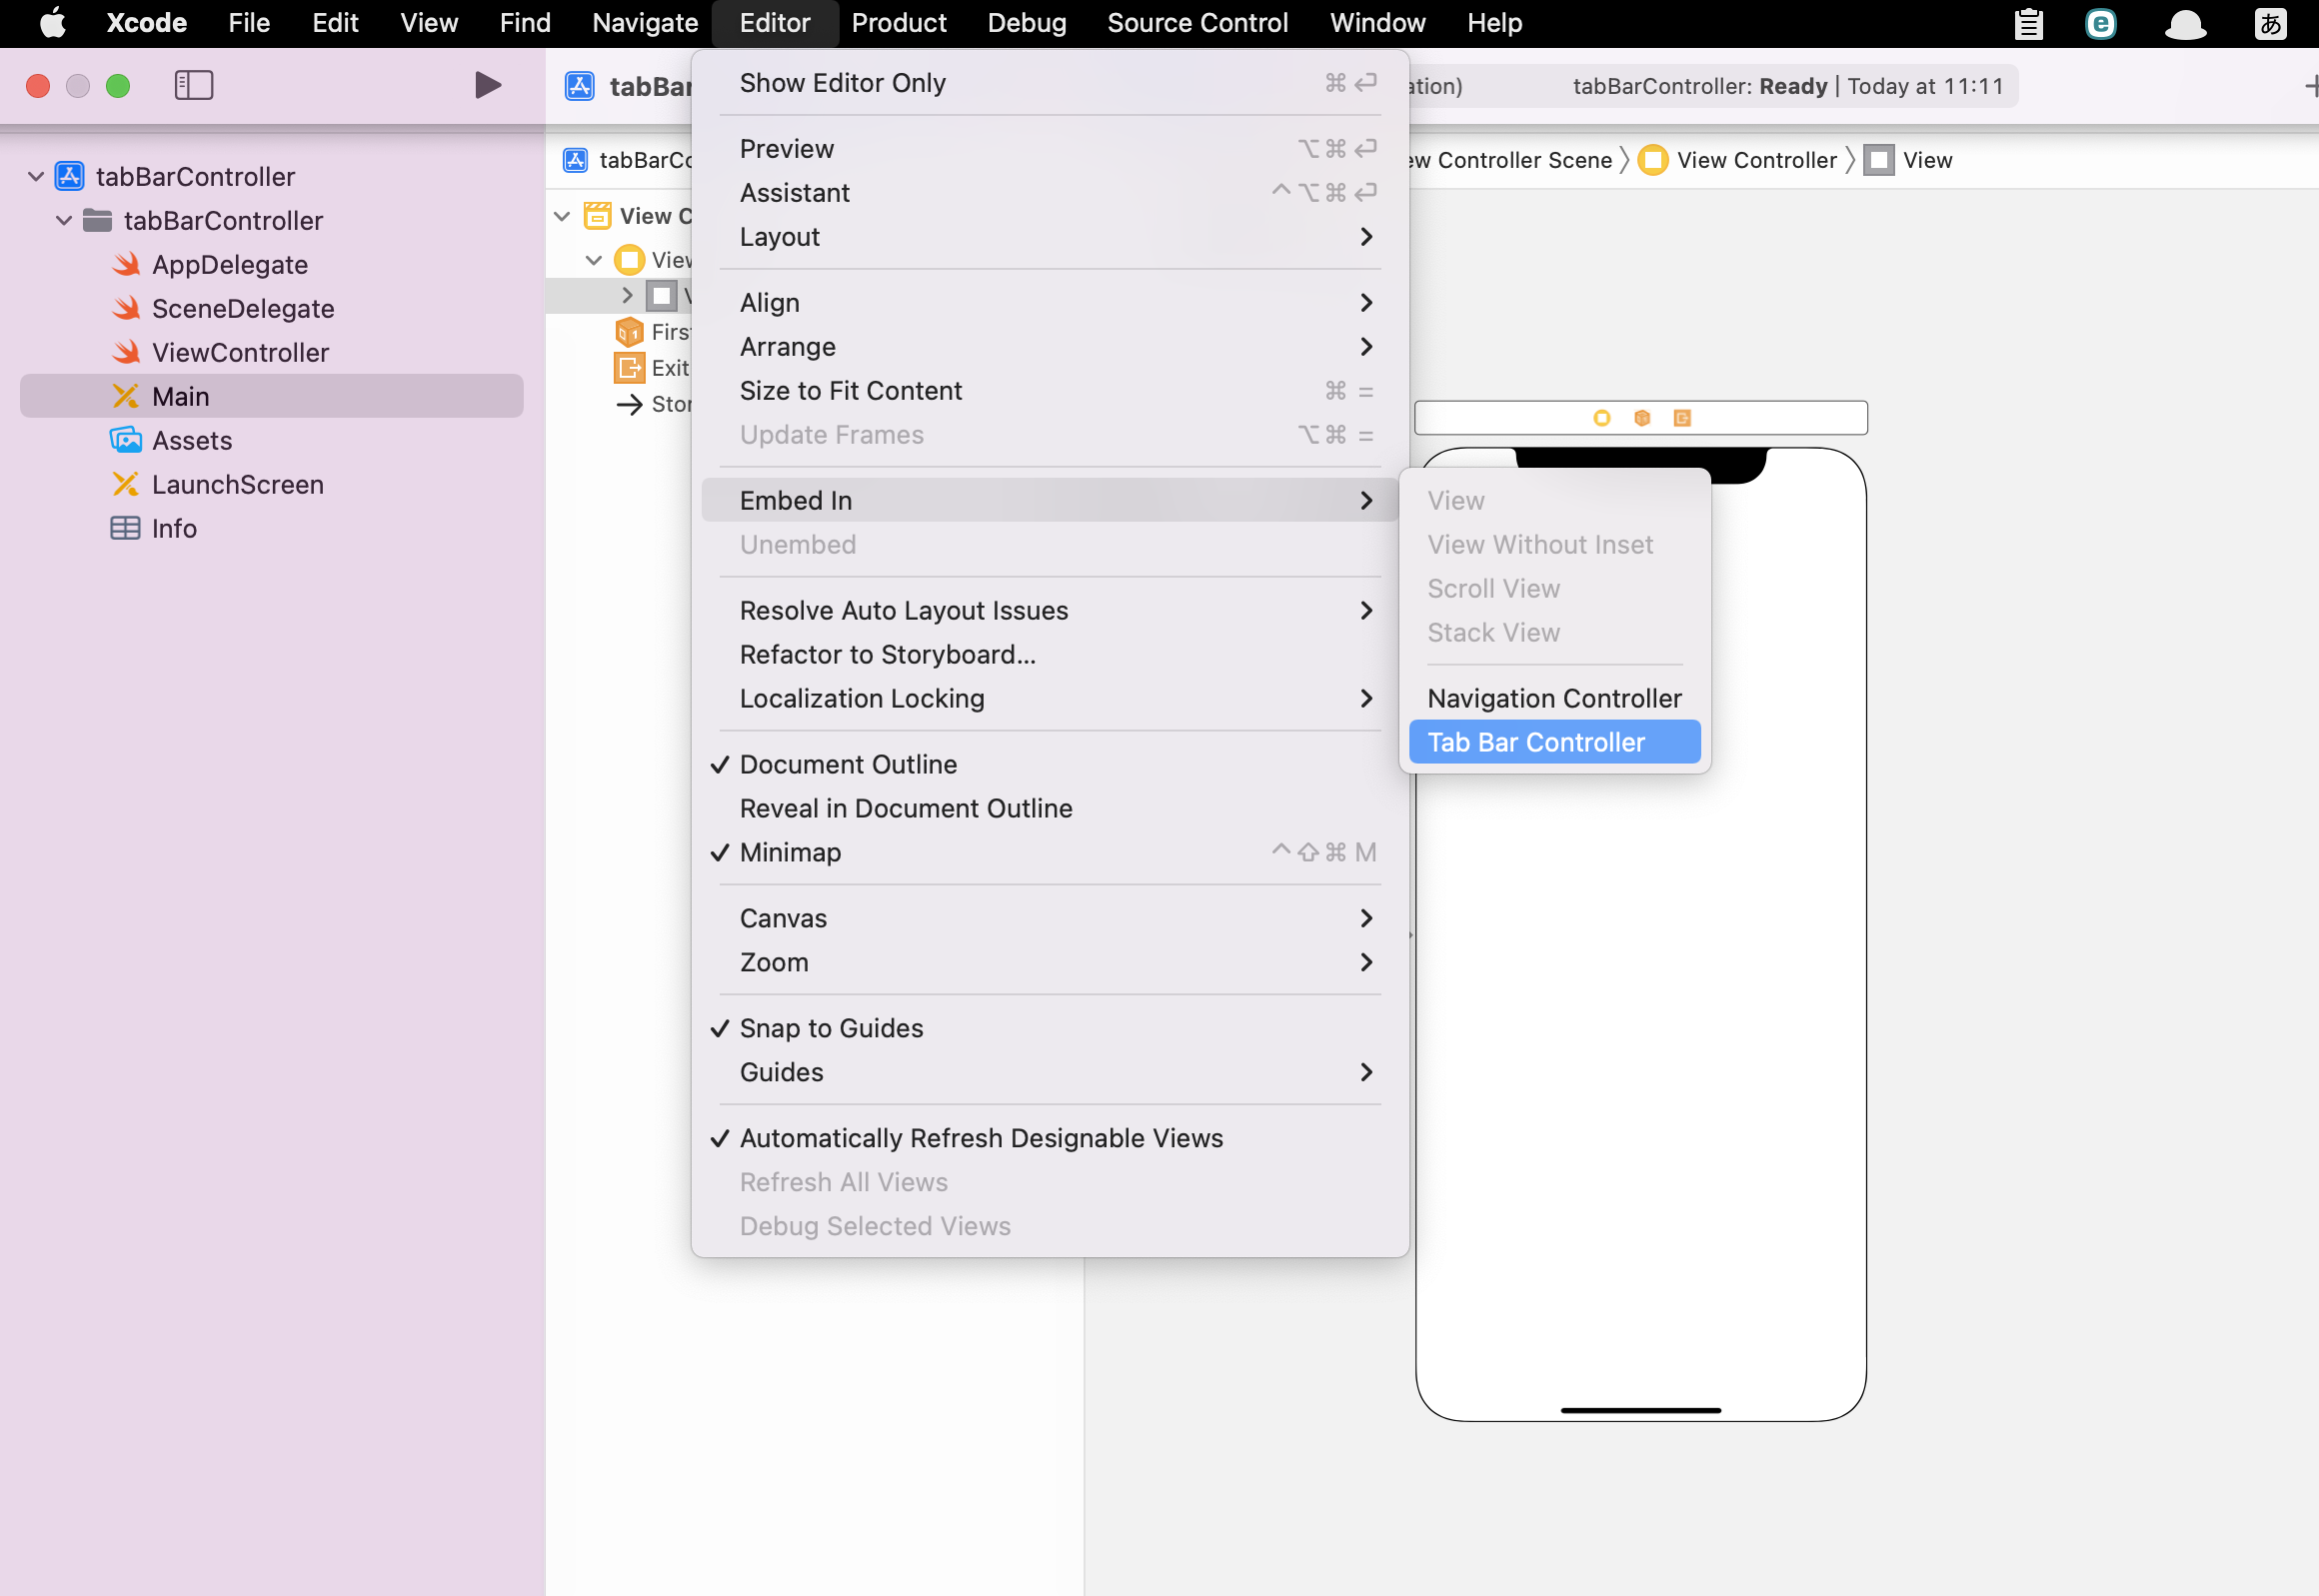 Xcode File Edit View Find Navigate Editor Product Debug Source Control Window Help あ
tabBar
ation)
tabBarController: Ready | Today at 11:11
tabBarController
tabBarController
AppDelegate
SceneDelegate
ViewController
Main
Assets
LaunchScreen
Info
tabBarCo
ew Controller Scene 〉 View Controller 〉 View
View C
View
V
First
Exit
Stor
Show Editor Only ⌘ ↩
Preview ⌥ ⌘ ↩
Assistant ^ ⌥ ⌘ ↩
Layout
Align
Arrange
Size to Fit Content ⌘ =
Update Frames ⌥ ⌘ =
Embed In
Unembed
Resolve Auto Layout Issues
Refactor to Storyboard...
Localization Locking
✓ Document Outline
Reveal in Document Outline
✓ Minimap ^ ⇧ ⌘ M
Canvas
Zoom
✓ Snap to Guides
Guides
✓ Automatically Refresh Designable Views
Refresh All Views
Debug Selected Views
View
View Without Inset
Scroll View
Stack View
Navigation Controller
Tab Bar Controller